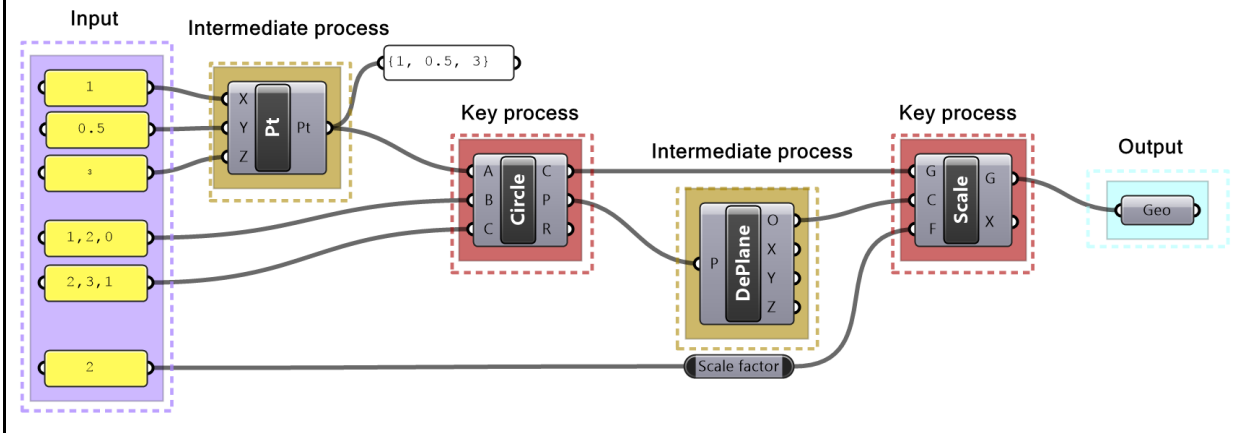 Input
Intermediate process
{1, 0.5, 3}
1
0.5
3
X
Y
Z
Pt
Pt
Key process
A
B
C
Circle
C
P
R
1,2,0
2,3,1
2
Intermediate process
P
DePlane
O
X
Y
Z
Scale factor
Key process
G
C
F
Scale
G
X
Output
Geo